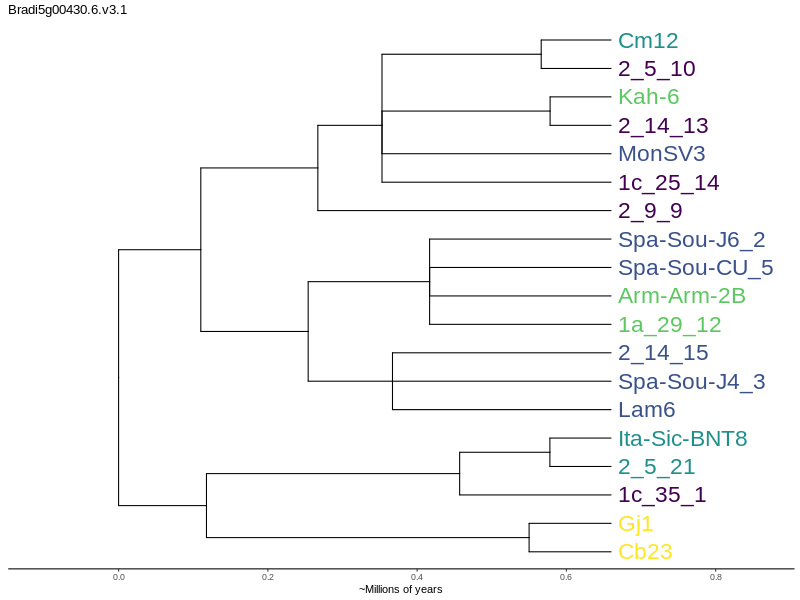 Bradi5g00430.6.v3.1
Cm12
2_5_10
Kah-6
2_14_13
MonSV3
1c_25_14
2_9_9
Spa-Sou-J6_2
Spa-Sou-CU_5
Arm-Arm-2B
1a_29_12
2_14_15
Spa-Sou-J4_3
Lam6
Ita-Sic-BNT8
2_5_21
1c_35_1
Gj1
Cb23
0.0 0.2 0.4 0.6 0.8
~Millions of years